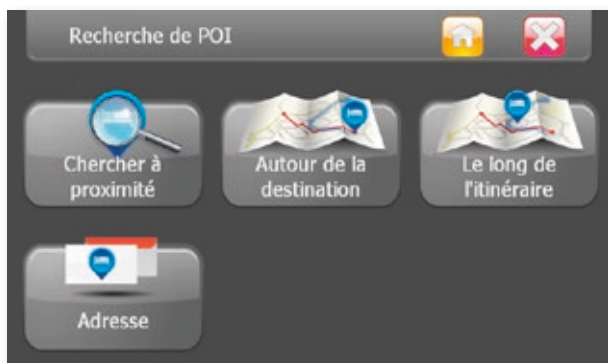 Recherche de POI
Chercher à
proximité
Autour de la
destination
Le long de
l'itinéraire
Adresse